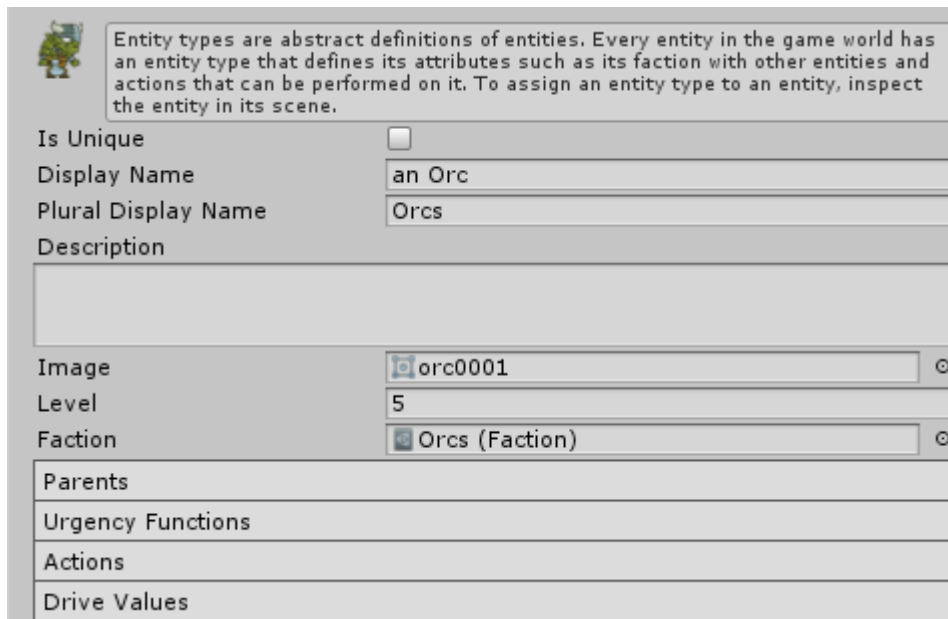 Entity types are abstract definitions of entities. Every entity in the game world has
an entity type that defines its attributes such as its faction with other entities and
actions that can be performed on it. To assign an entity type to an entity, inspect
the entity in its scene.
Is Unique
Display Name an Orc
Plural Display Name Orcs
Description
Image orc0001
Level 5
Faction Orcs (Faction)
Parents
Urgency Functions
Actions
Drive Values